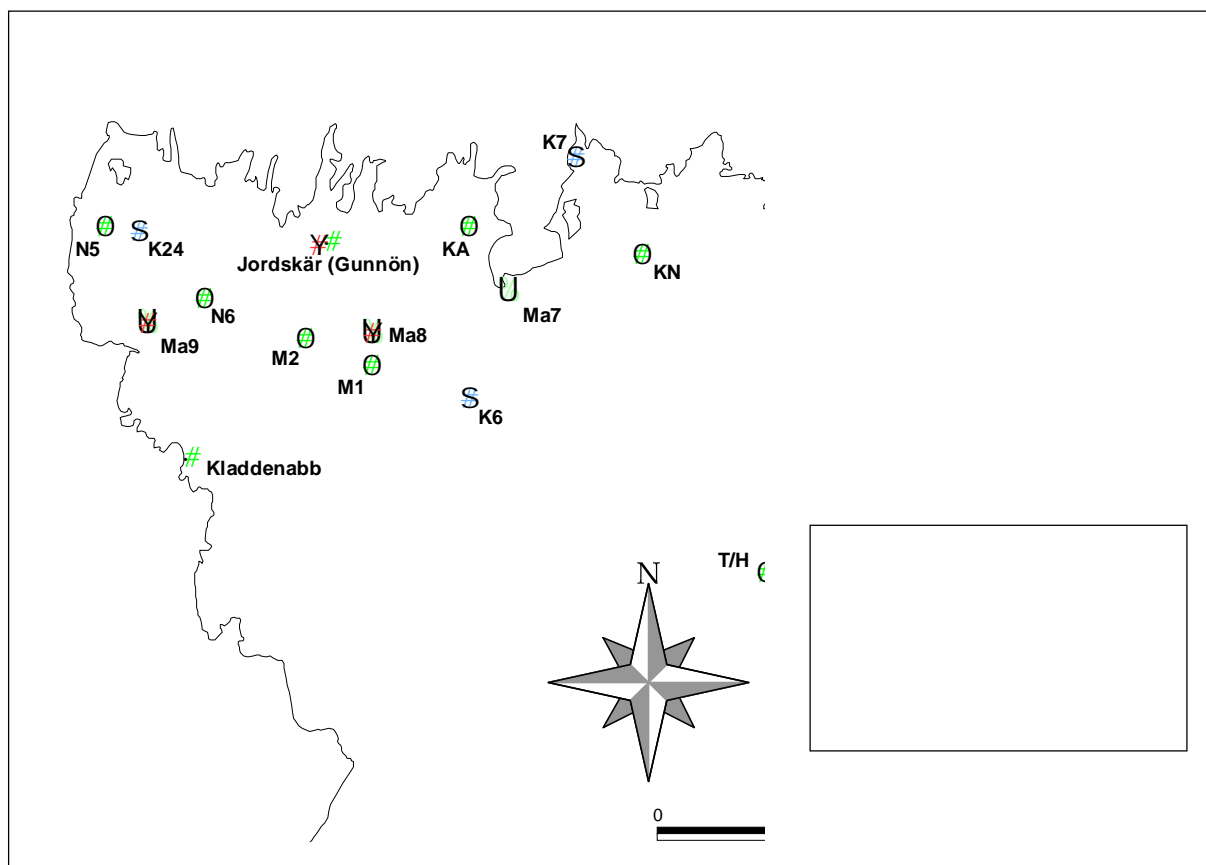 K7
N5
K24
Jordskär (Gunnön)
KA
KN
N6
Ma7
Ma9
M2
Ma8
M1
K6
Kladdenabb
T/H
N
0